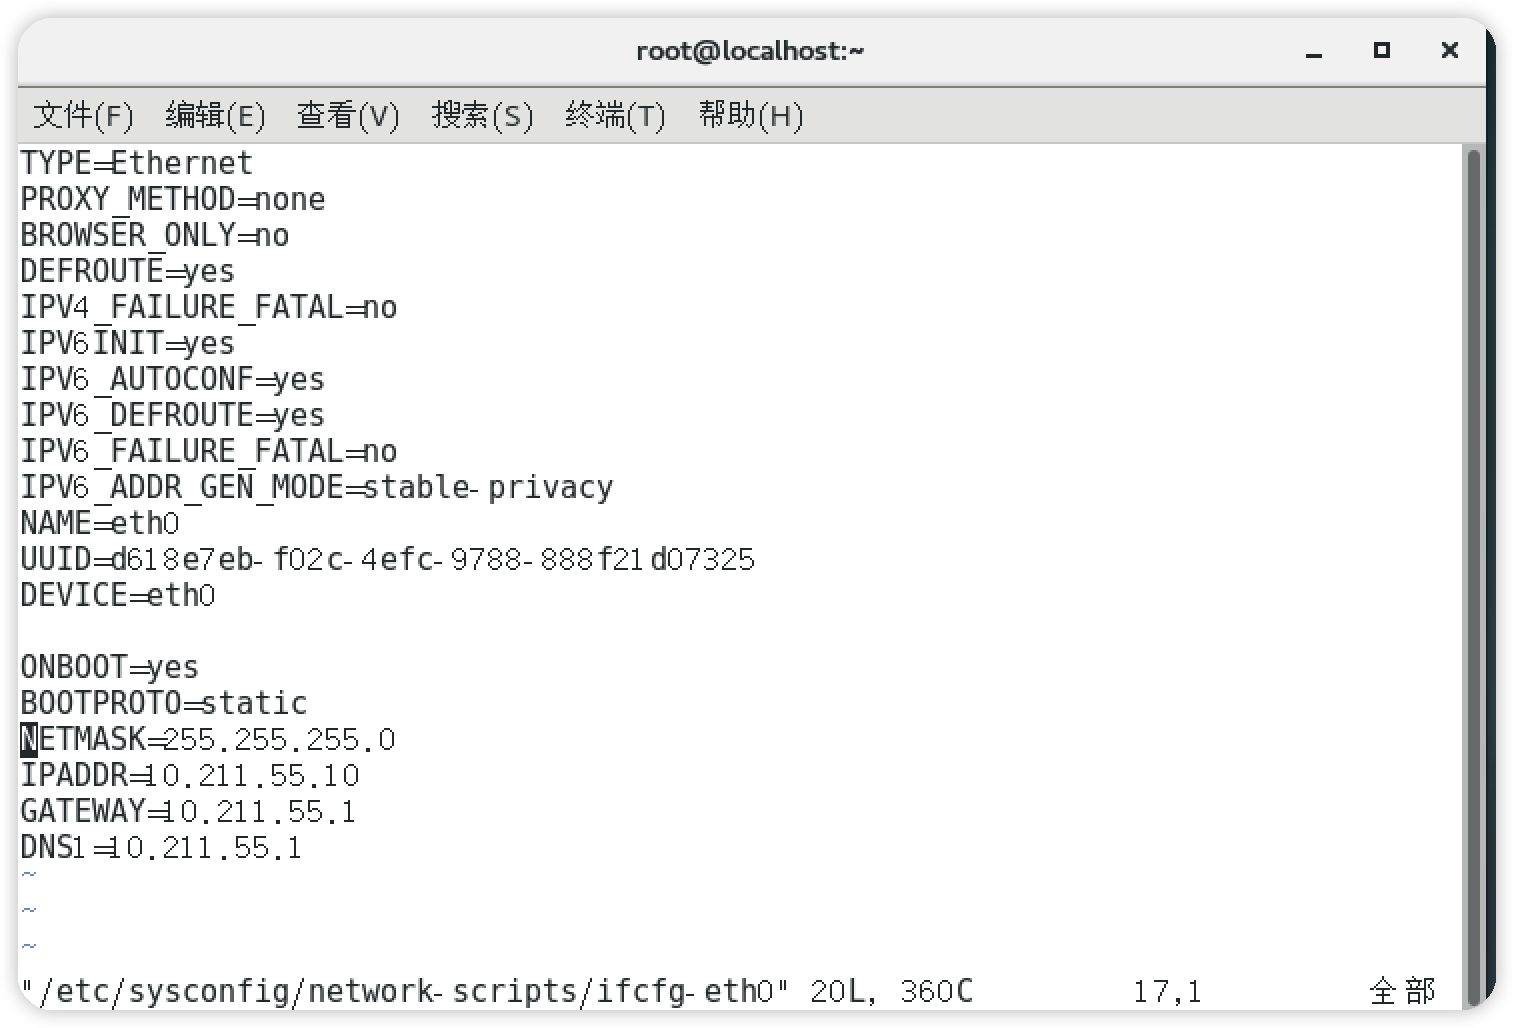 root@localhost:~
文件(F) 编辑(E) 查看(V) 搜索(S) 终端(T) 帮助(H)
TYPE=Ethernet
PROXY_METHOD=none
BROWSER_ONLY=no
DEFROUTE=yes
IPV4_FAILURE_FATAL=no
IPV6INIT=yes
IPV6_AUTOCONF=yes
IPV6_DEFROUTE=yes
IPV6_FAILURE_FATAL=no
IPV6_ADDR_GEN_MODE=stable-privacy
NAME=eth0
UUID=d618e7eb-f02c-4efc-9788-888f21d07325
DEVICE=eth0
ONBOOT=yes
BOOTPROTO=static
NETMASK=255.255.255.0
IPADDR=10.211.55.10
GATEWAY=10.211.55.1
DNS1=10.211.55.1
~
~
~
"/etc/sysconfig/network-scripts/ifcfg-eth0" 20L, 360C 17,1 全部